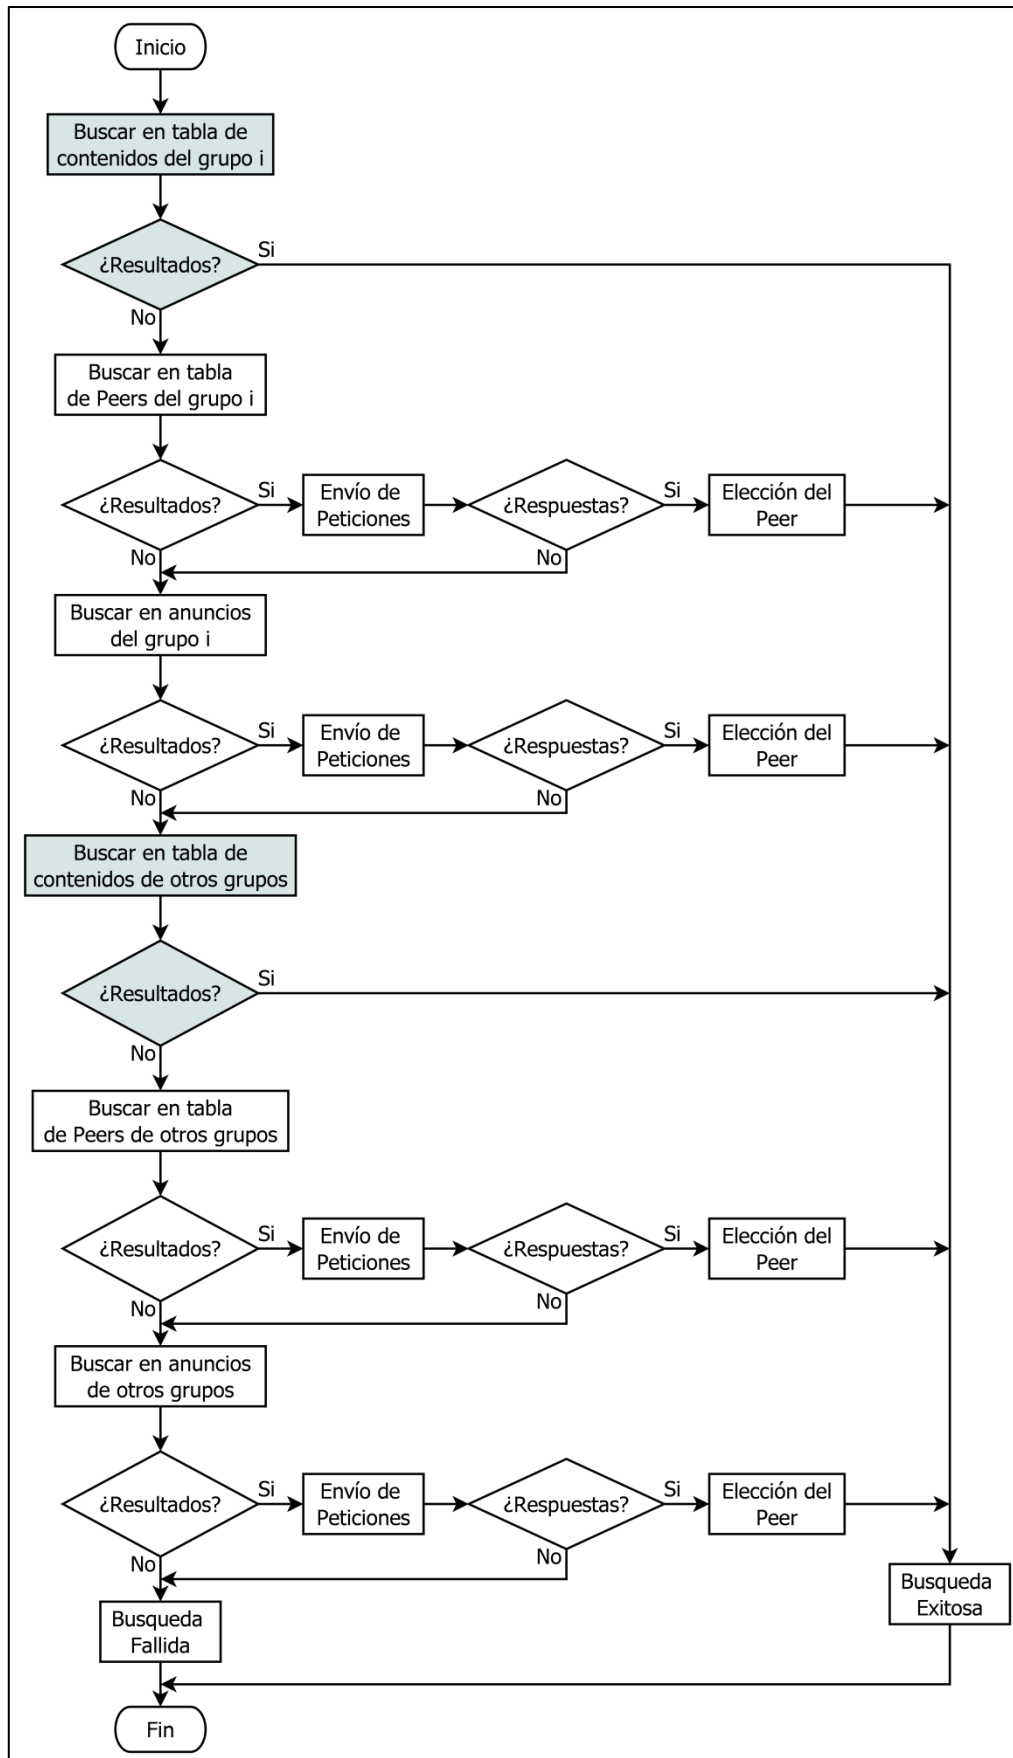 Inicio
Buscar en tabla de
contenidos del grupo i
¿Resultados?
Si
No
Buscar en tabla
de Peers del grupo i
¿Resultados?
Si
Envío de
Peticiones
¿Respuestas?
Si
Elección del
Peer
No
No
Buscar en anuncios
del grupo i
¿Resultados?
Si
Envío de
Peticiones
¿Respuestas?
Si
Elección del
Peer
No
No
Buscar en tabla de
contenidos de otros grupos
¿Resultados?
Si
No
Buscar en tabla
de Peers de otros grupos
¿Resultados?
Si
Envío de
Peticiones
¿Respuestas?
Si
Elección del
Peer
No
No
Buscar en anuncios
de otros grupos
¿Resultados?
Si
Envío de
Peticiones
¿Respuestas?
Si
Elección del
Peer
No
No
Busqueda
Exitosa
Busqueda
Fallida
Fin